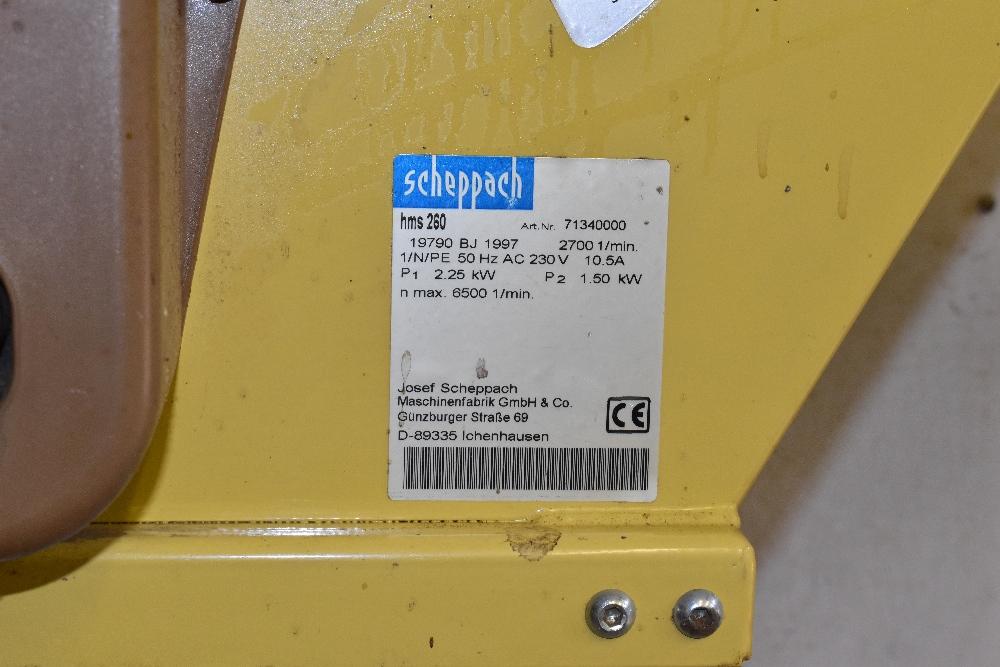 scheppach
hms 260 Art.Nr. 71340000
19790 BJ 1997 2700 1/min.
1/N/PE 50 Hz AC 230 V 10.5A
P1 2.25 kW P2 1.50 kW
n max. 6500 1/min.
Josef Scheppach
Maschinenfabrik GmbH & Co.
Günzburger Straße 69
D-89335 Ichenhausen
CE